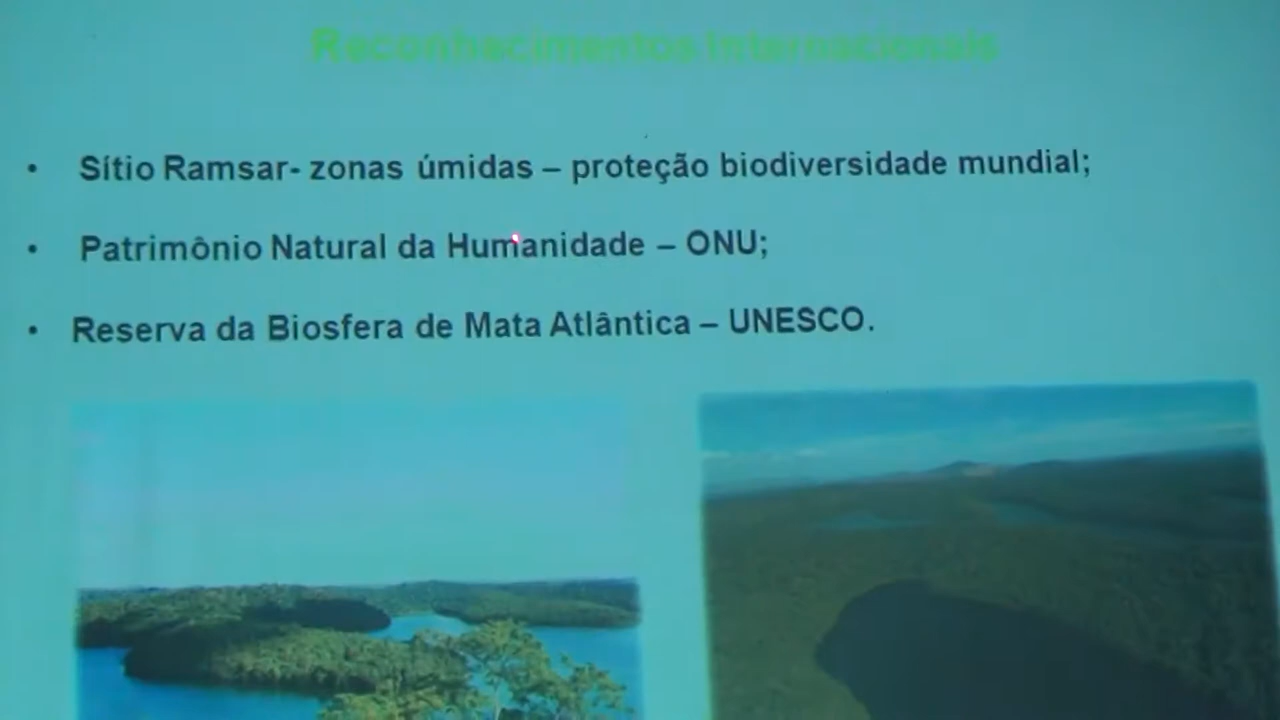 Reconhecimentos Internacionais
• Sítio Ramsar- zonas úmidas – proteção biodiversidade mundial;
• Patrimônio Natural da Humanidade – ONU;
• Reserva da Biosfera de Mata Atlântica – UNESCO.